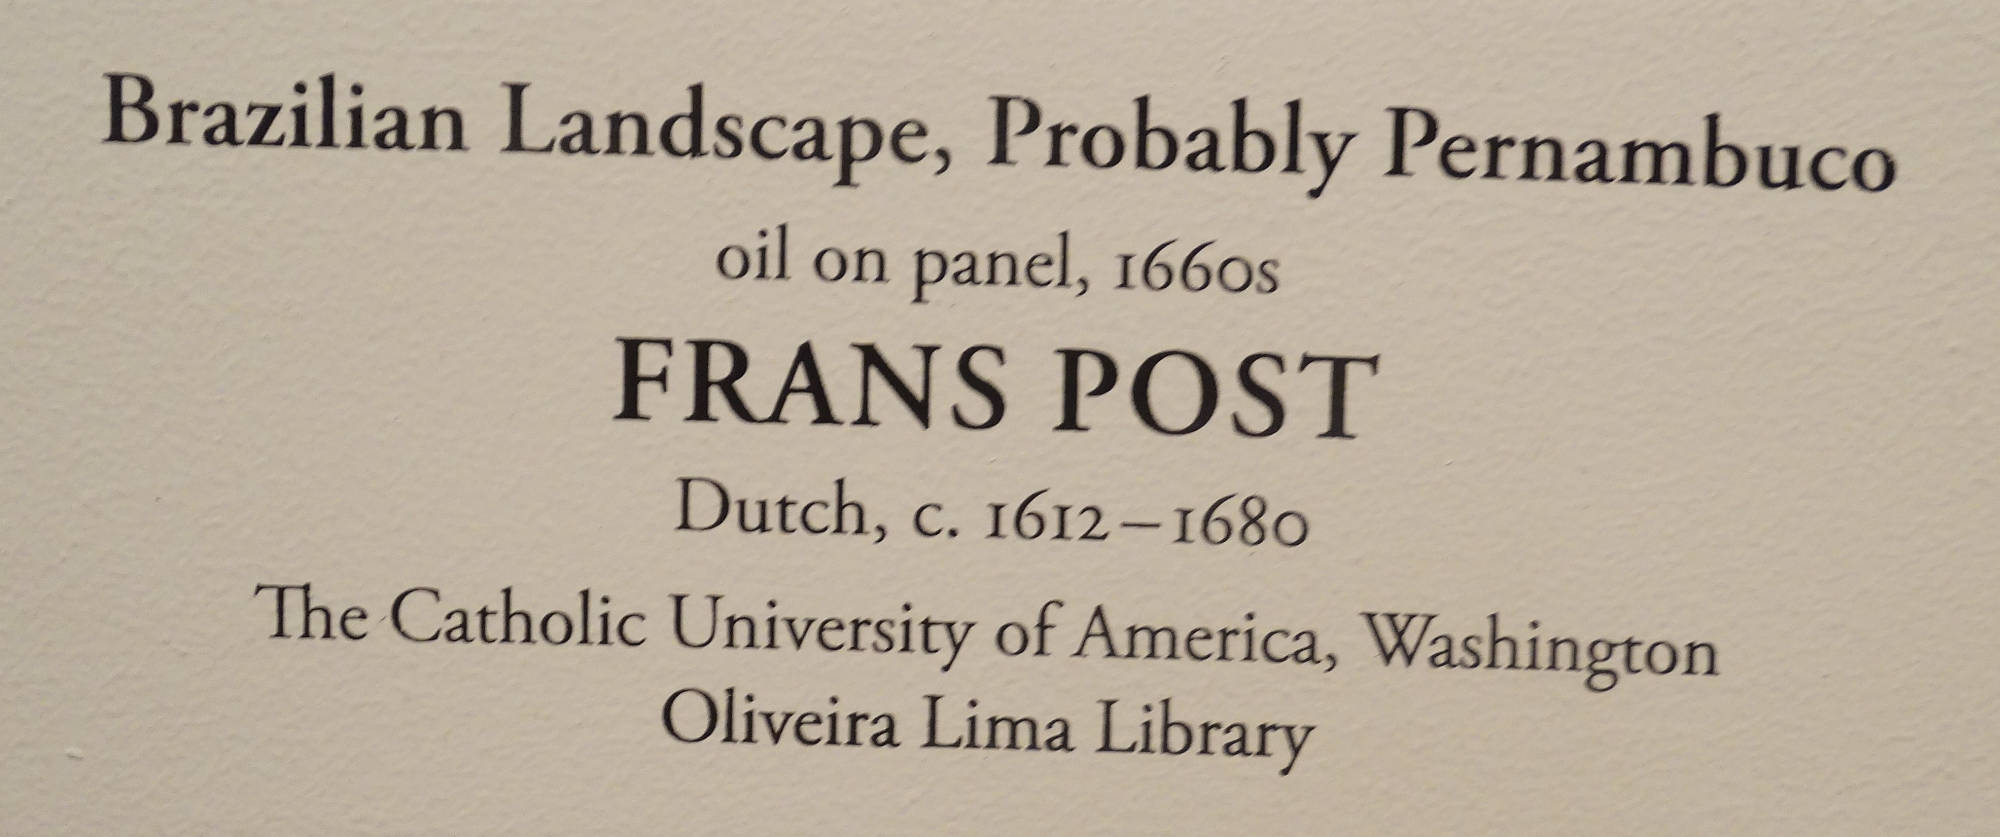 Brazilian Landscape, Probably Pernambuco
oil on panel, 1660s
FRANS POST
Dutch, c. 1612–1680
The Catholic University of America, Washington
Oliveira Lima Library